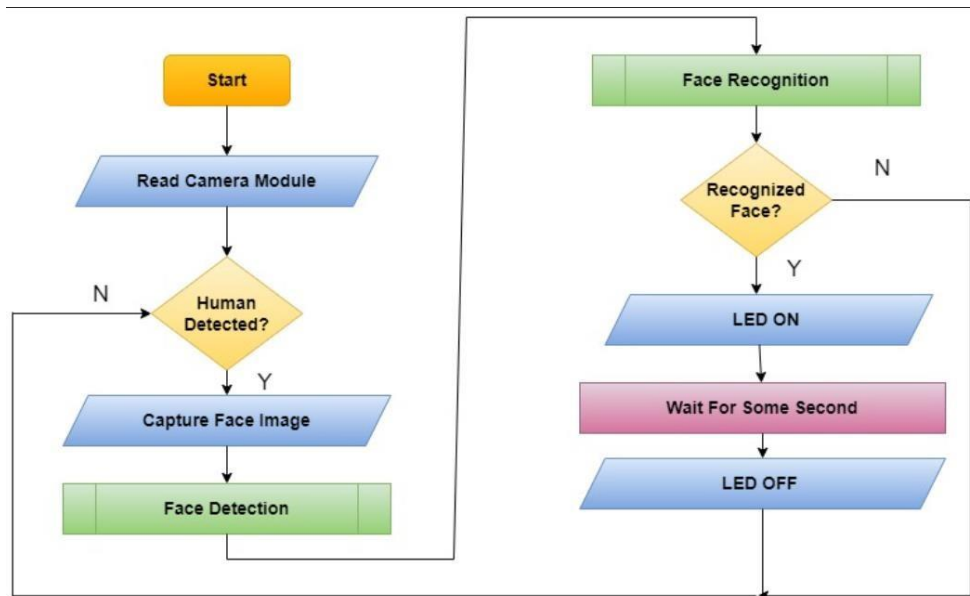 Start
Read Camera Module
N
Human
Detected?
Y
Capture Face Image
Face Detection
Face Recognition
N
Recognized
Face?
Y
LED ON
Wait For Some Second
LED OFF